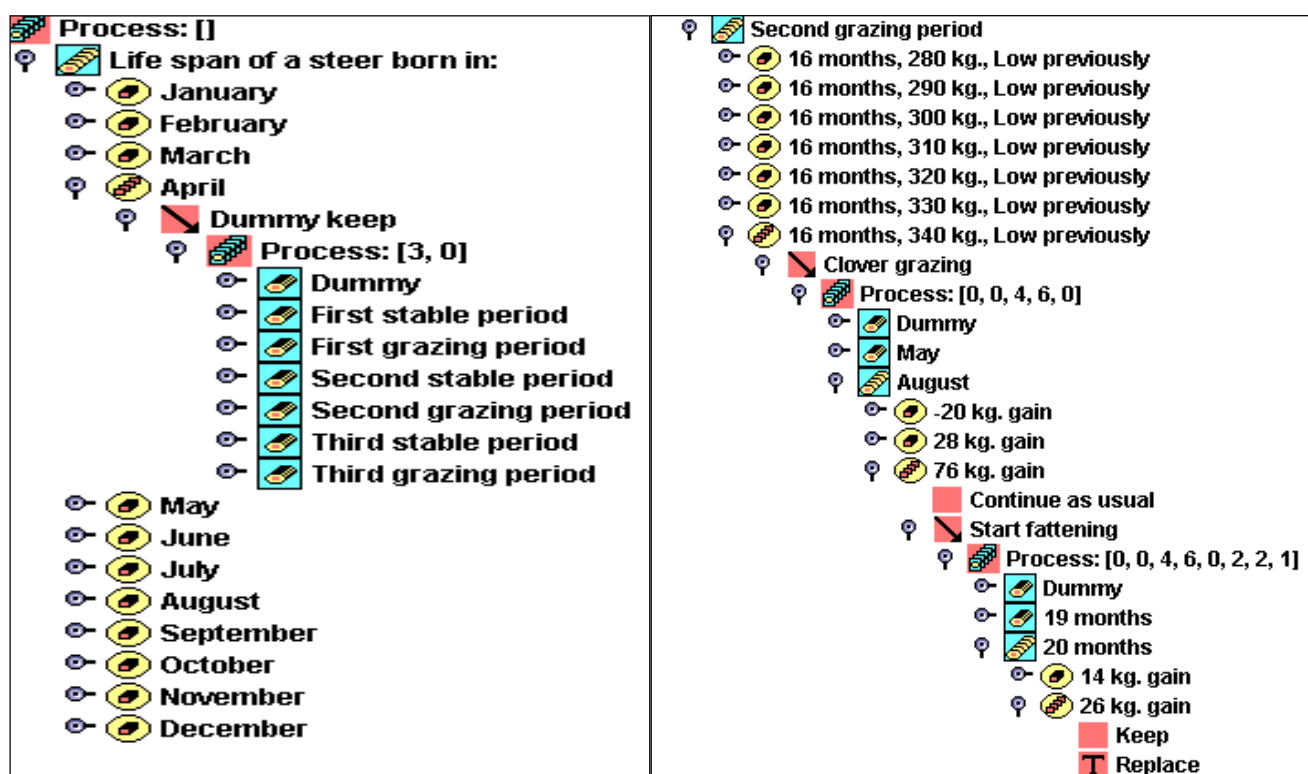 Process: []
Life span of a steer born in:
January
February
March
April
Dummy keep
Process: [3, 0]
Dummy
First stable period
First grazing period
Second stable period
Second grazing period
Third stable period
Third grazing period
May
June
July
August
September
October
November
December
Second grazing period
16 months, 280 kg., Low previously
16 months, 290 kg., Low previously
16 months, 300 kg., Low previously
16 months, 310 kg., Low previously
16 months, 320 kg., Low previously
16 months, 330 kg., Low previously
16 months, 340 kg., Low previously
Clover grazing
Process: [0, 0, 4, 6, 0]
Dummy
May
August
-20 kg. gain
28 kg. gain
76 kg. gain
Continue as usual
Start fattening
Process: [0, 0, 4, 6, 0, 2, 2, 1]
Dummy
19 months
20 months
14 kg. gain
26 kg. gain
Keep
T Replace